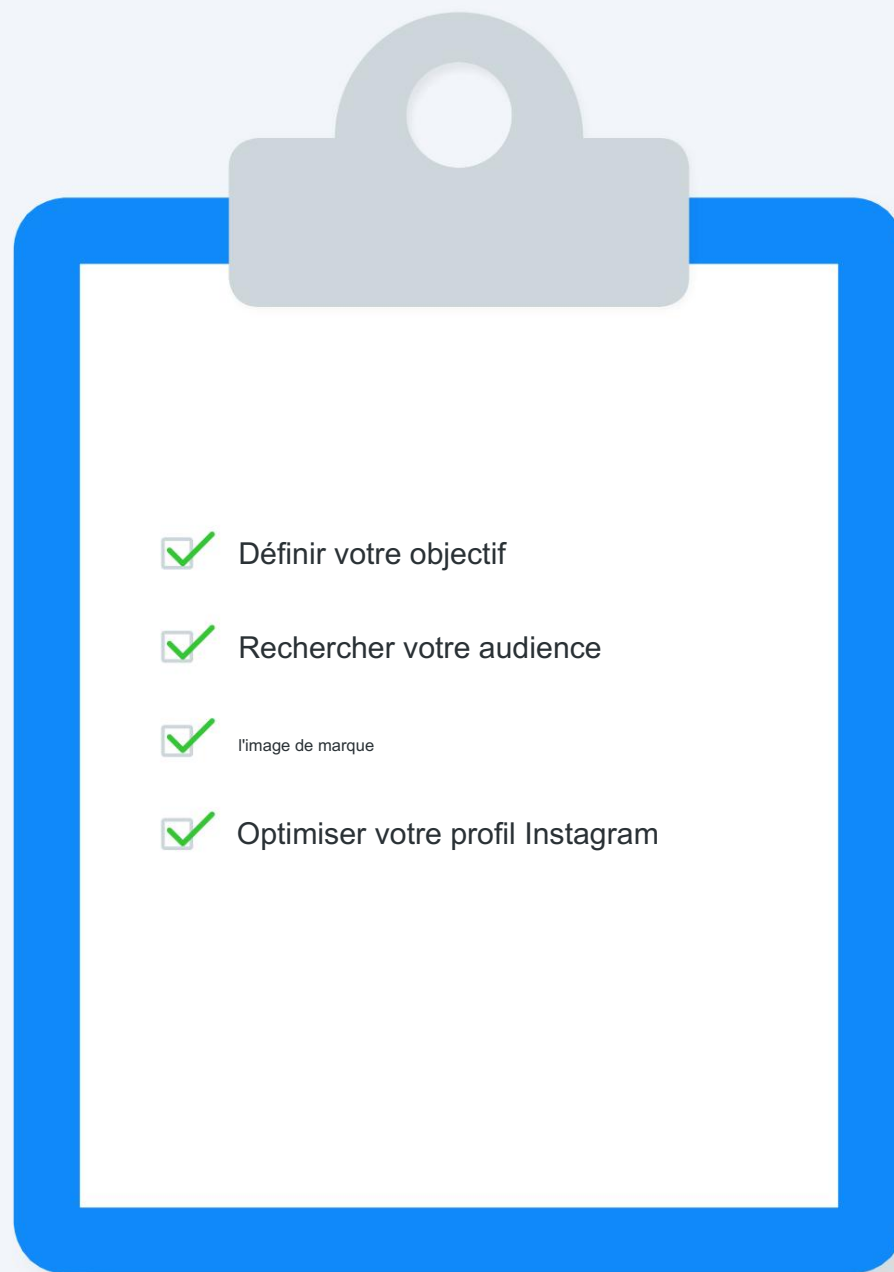 Définir votre objectif
Rechercher votre audience
l'image de marque
Optimiser votre profil Instagram